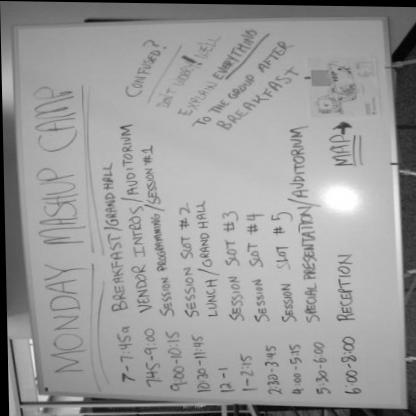 MONDAY MASHUP CAMP
7-7:45a BREAKFAST/GRAND HALL
7:45-9:00 VENDOR INTROS/AUDITORIUM
9:00-10:15 SESSION PROGRAMMING/SESSION #1
10:30-11:45 SESSION SLOT #2
12-1 LUNCH/GRAND HALL
1-2:15 SESSION SLOT #3
2:30-3:45 SESSION SLOT #4
4:00-5:15 SESSION SLOT #5
5:30-6:00 SPECIAL PRESENTATION/AUDITORIUM
6:00-8:00 RECEPTION
CONFUSED?
DON'T WORRY! WE'LL
EXPLAIN EVERYTHING
TO THE GROUP AFTER
BREAKFAST
MAP→